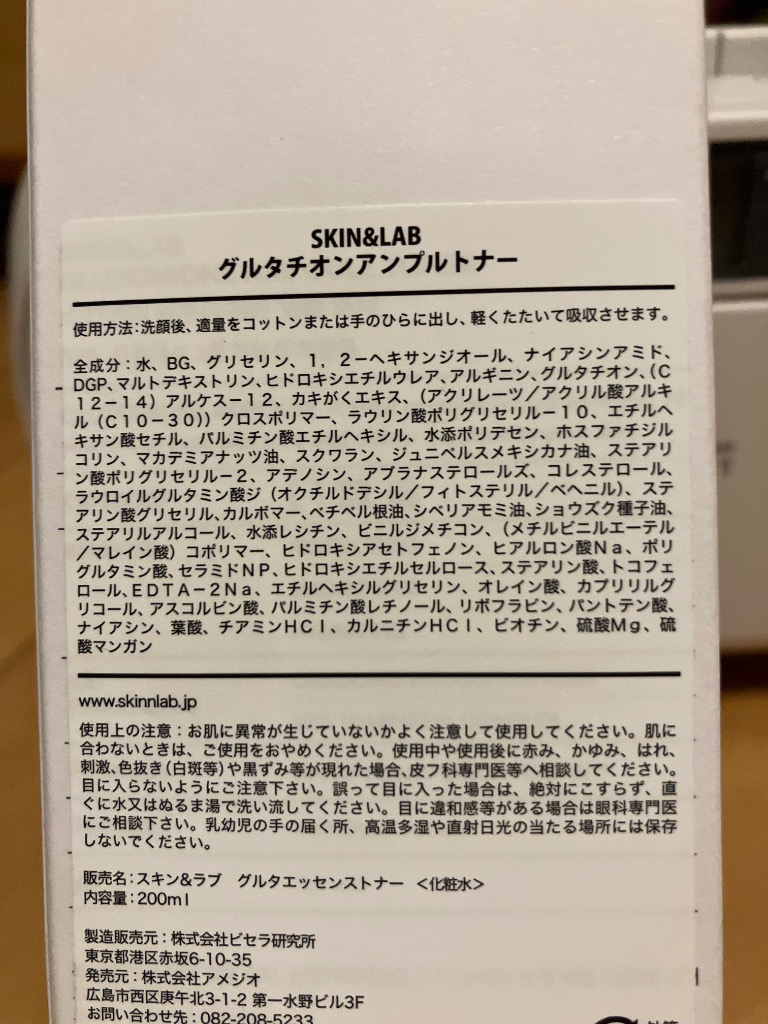 SKIN&LAB
グルタチオンアンプルトナー
使用方法:洗顔後、適量をコットンまたは手のひらに出し、軽くたたいて吸収させます。
全成分:水、BG、グリセリン、1，2－ヘキサンジオール、ナイアシンアミド、
DGP、マルトデキストリン、ヒドロキシエチルウレア、アルギニン、グルタチオン、(C
12－14)アルケス－12、カキがくエキス、(アクリレーツ／アクリル酸アルキ
ル(C10－30))クロスポリマー、ラウリン酸ポリグリセリル－10、エチルヘ
キサン酸セチル、パルミチン酸エチルヘキシル、水添ポリデセン、ホスファチジル
コリン、マカデミアナッツ油、スクワラン、ジュニペルスメキシカナ油、ステアリ
ン酸ポリグリセリル－2、アデノシン、アブラナステロールズ、コレステロール、
ラウロイルグルタミン酸ジ(オクチルドデシル／フィトステリル／ベヘニル)、ステ
アリン酸グリセリル、カルボマー、ベチベル根油、シベリアモミ油、ショウズク種子油、
ステアリルアルコール、水添レシチン、ビニルジメチコン、(メチルビニルエーテル
／マレイン酸)コポリマー、ヒドロキシアセトフェノン、ヒアルロン酸Na、ポリ
グルタミン酸、セラミドNP、ヒドロキシエチルセルロース、ステアリン酸、トコフェ
ロール、EDTA－2Na、エチルヘキシルグリセリン、オレイン酸、カプリリルグ
リコール、アスコルビン酸、パルミチン酸レチノール、リボフラビン、パントテン酸、
ナイアシン、葉酸、チアミンHCl、カルニチンHCl、ビオチン、硫酸Mg、硫
酸マンガン
www.skinnlab.jp
使用上の注意:お肌に異常が生じていないかよく注意して使用してください。肌に
合わないときは、ご使用をおやめください。使用中や使用後に赤み、かゆみ、はれ、
刺激、色抜き(白斑等)や黒ずみ等が現れた場合、皮フ科専門医等へ相談してください。
目に入らないようにご注意下さい。誤って目に入った場合は、絶対にこすらず、直
ぐに水又はぬるま湯で洗い流してください。目に違和感等がある場合は眼科専門医
にご相談下さい。乳幼児の手の届く所、高温多湿や直射日光の当たる場所には保存
しないでください。
販売名:スキン&ラブ　グルタエッセンストナー　＜化粧水＞
内容量:200ml
製造販売元:株式会社ビセラ研究所
東京都港区赤坂6-10-35
発売元:株式会社アメジオ
広島市西区庚午北3-1-2 第一水野ビル3F
お問い合わせ先:082-208-5233